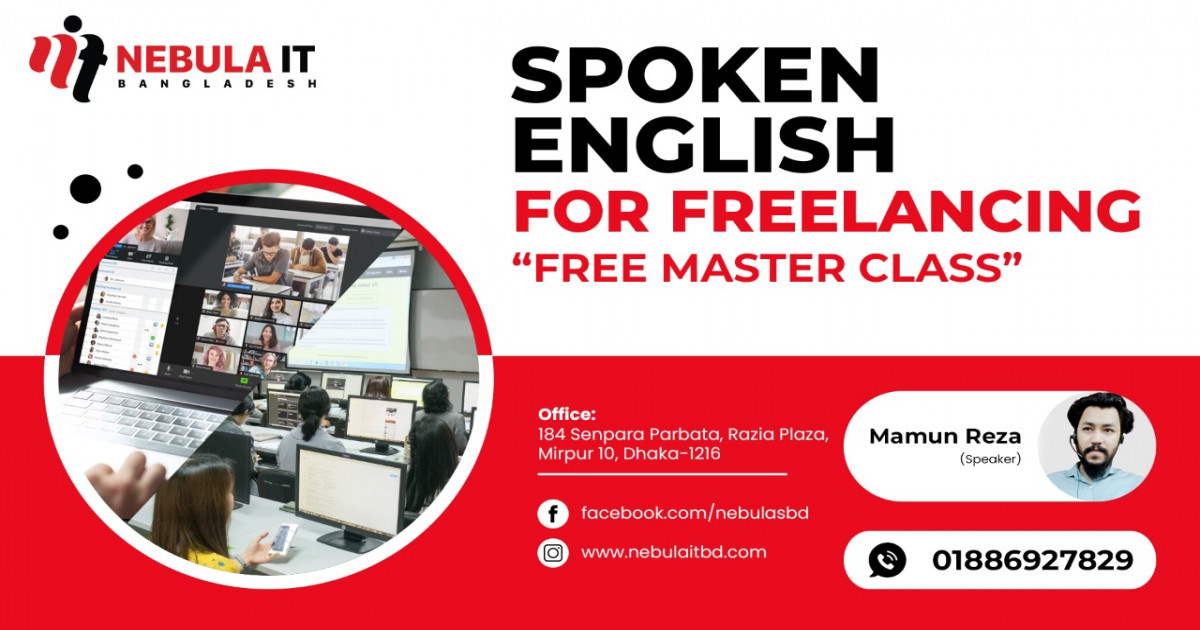 NEBULA IT
BANGLADESH
SPOKEN
ENGLISH
FOR FREELANCING
“FREE MASTER CLASS”
Office:
184 Senpara Parbata, Razia Plaza,
Mirpur 10, Dhaka-1216
facebook.com/nebulasbd
www.nebulaitbd.com
Mamun Reza
(Speaker)
01886927829